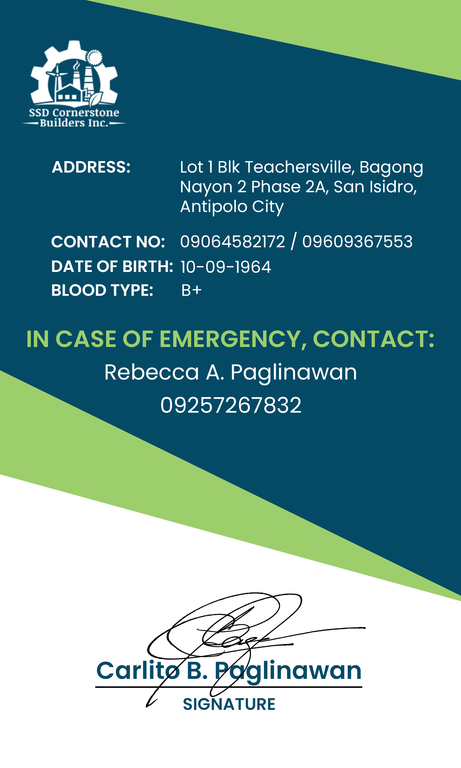 SSD Cornerstone
Builders Inc.
ADDRESS: Lot 1 Blk Teachersville, Bagong
Nayon 2 Phase 2A, San Isidro,
Antipolo City
CONTACT NO: 09064582172 / 09609367553
DATE OF BIRTH: 10-09-1964
BLOOD TYPE: B+
IN CASE OF EMERGENCY, CONTACT:
Rebecca A. Paglinawan
09257267832
Carlito B. Paglinawan
SIGNATURE